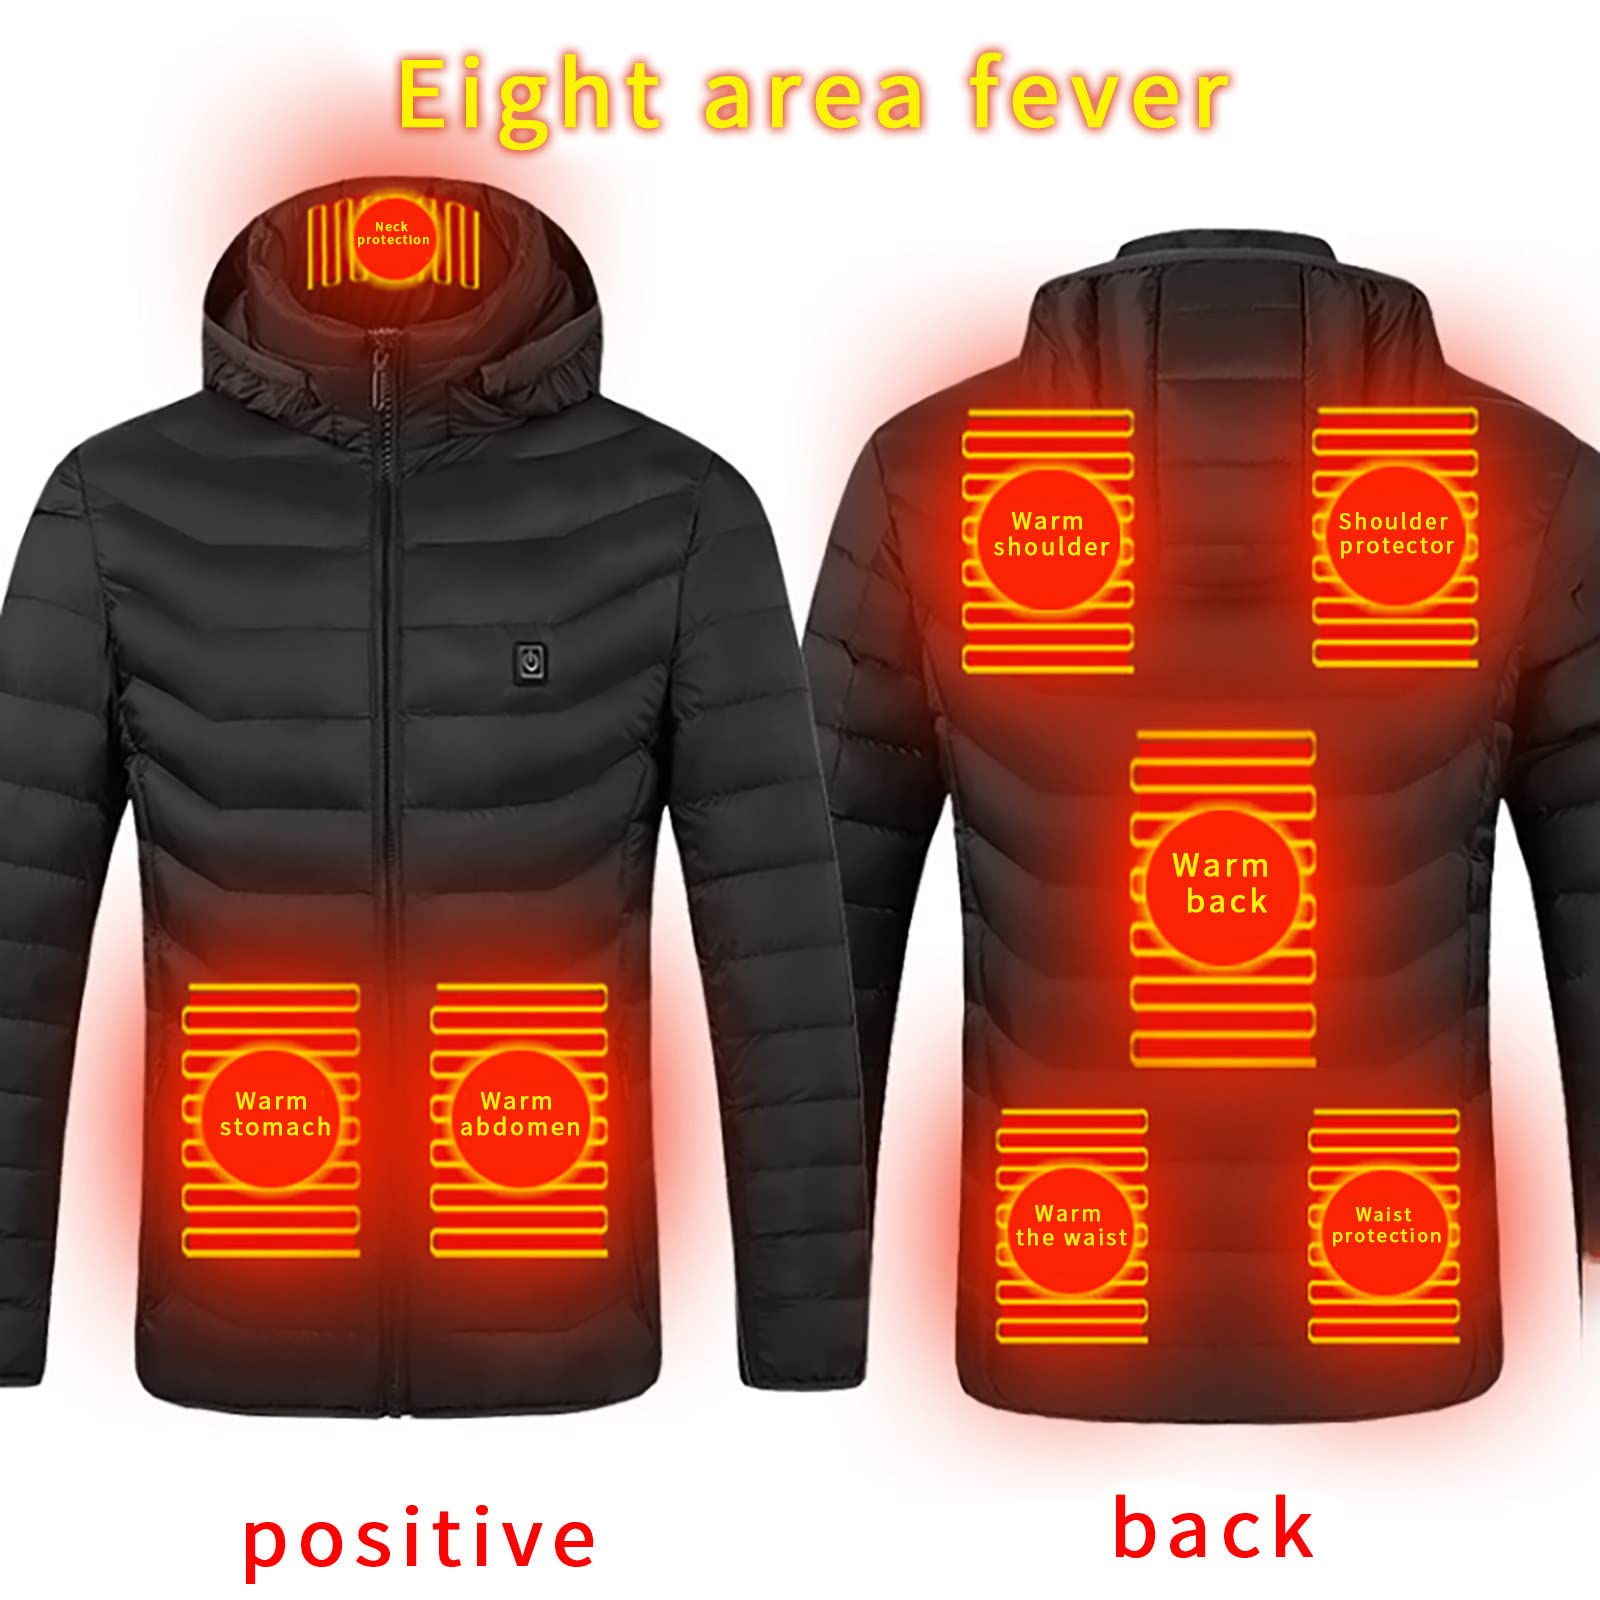 Eight area fever
Neck
protection
Warm
shoulder
Shoulder
protector
Warm
back
Warm
stomach
Warm
abdomen
Warm
the waist
Waist
protection
positive
back